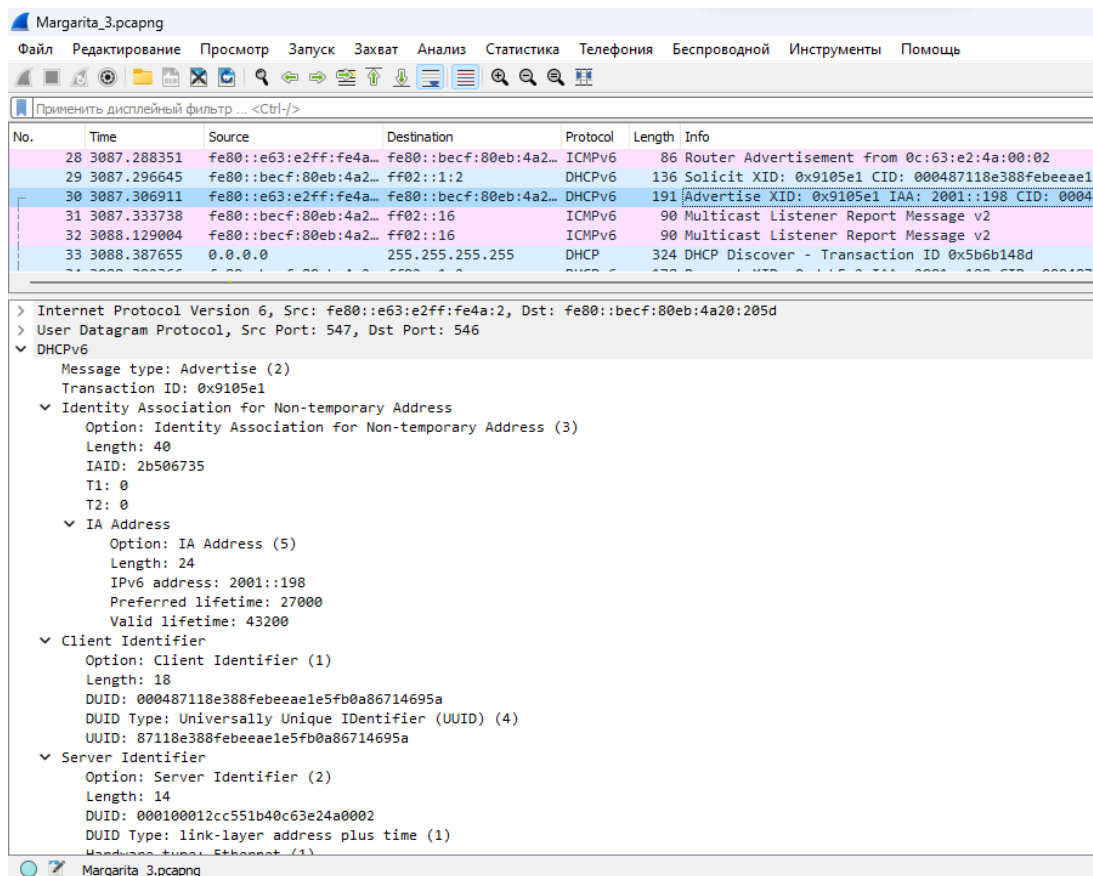 Margarita_3.pcapng
Файл Редактирование Просмотр Запуск Захват Анализ Статистика Телефония Беспроводной Инструменты Помощь
Применить дисплейный фильтр ... <Ctrl-/>
No. Time Source Destination Protocol Length Info
28 3087.288351 fe80::e63:e2ff:fe4a… fe80::becf:80eb:4a2… ICMPv6 86 Router Advertisement from 0c:63:e2:4a:00:02
29 3087.296645 fe80::becf:80eb:4a2… ff02::1:2 DHCPv6 136 Solicit XID: 0x9105e1 CID: 000487118e388febeeae1
30 3087.306911 fe80::e63:e2ff:fe4a… fe80::becf:80eb:4a2… DHCPv6 191 Advertise XID: 0x9105e1 IAA: 2001::198 CID: 0004
31 3087.333738 fe80::becf:80eb:4a2… ff02::16 ICMPv6 90 Multicast Listener Report Message v2
32 3088.129004 fe80::becf:80eb:4a2… ff02::16 ICMPv6 90 Multicast Listener Report Message v2
33 3088.387655 0.0.0.0 255.255.255.255 DHCP 324 DHCP Discover - Transaction ID 0x5b6b148d
Internet Protocol Version 6, Src: fe80::e63:e2ff:fe4a:2, Dst: fe80::becf:80eb:4a20:205d
User Datagram Protocol, Src Port: 547, Dst Port: 546
DHCPv6
Message type: Advertise (2)
Transaction ID: 0x9105e1
Identity Association for Non-temporary Address
Option: Identity Association for Non-temporary Address (3)
Length: 40
IAID: 2b506735
T1: 0
T2: 0
IA Address
Option: IA Address (5)
Length: 24
IPv6 address: 2001::198
Preferred lifetime: 27000
Valid lifetime: 43200
Client Identifier
Option: Client Identifier (1)
Length: 18
DUID: 000487118e388febeeae1e5fb0a86714695a
DUID Type: Universally Unique IDentifier (UUID) (4)
UUID: 87118e388febeeae1e5fb0a86714695a
Server Identifier
Option: Server Identifier (2)
Length: 14
DUID: 000100012cc551b40c63e24a0002
DUID Type: link-layer address plus time (1)
Hardware type: Ethernet (1)
Margarita_3.pcapng